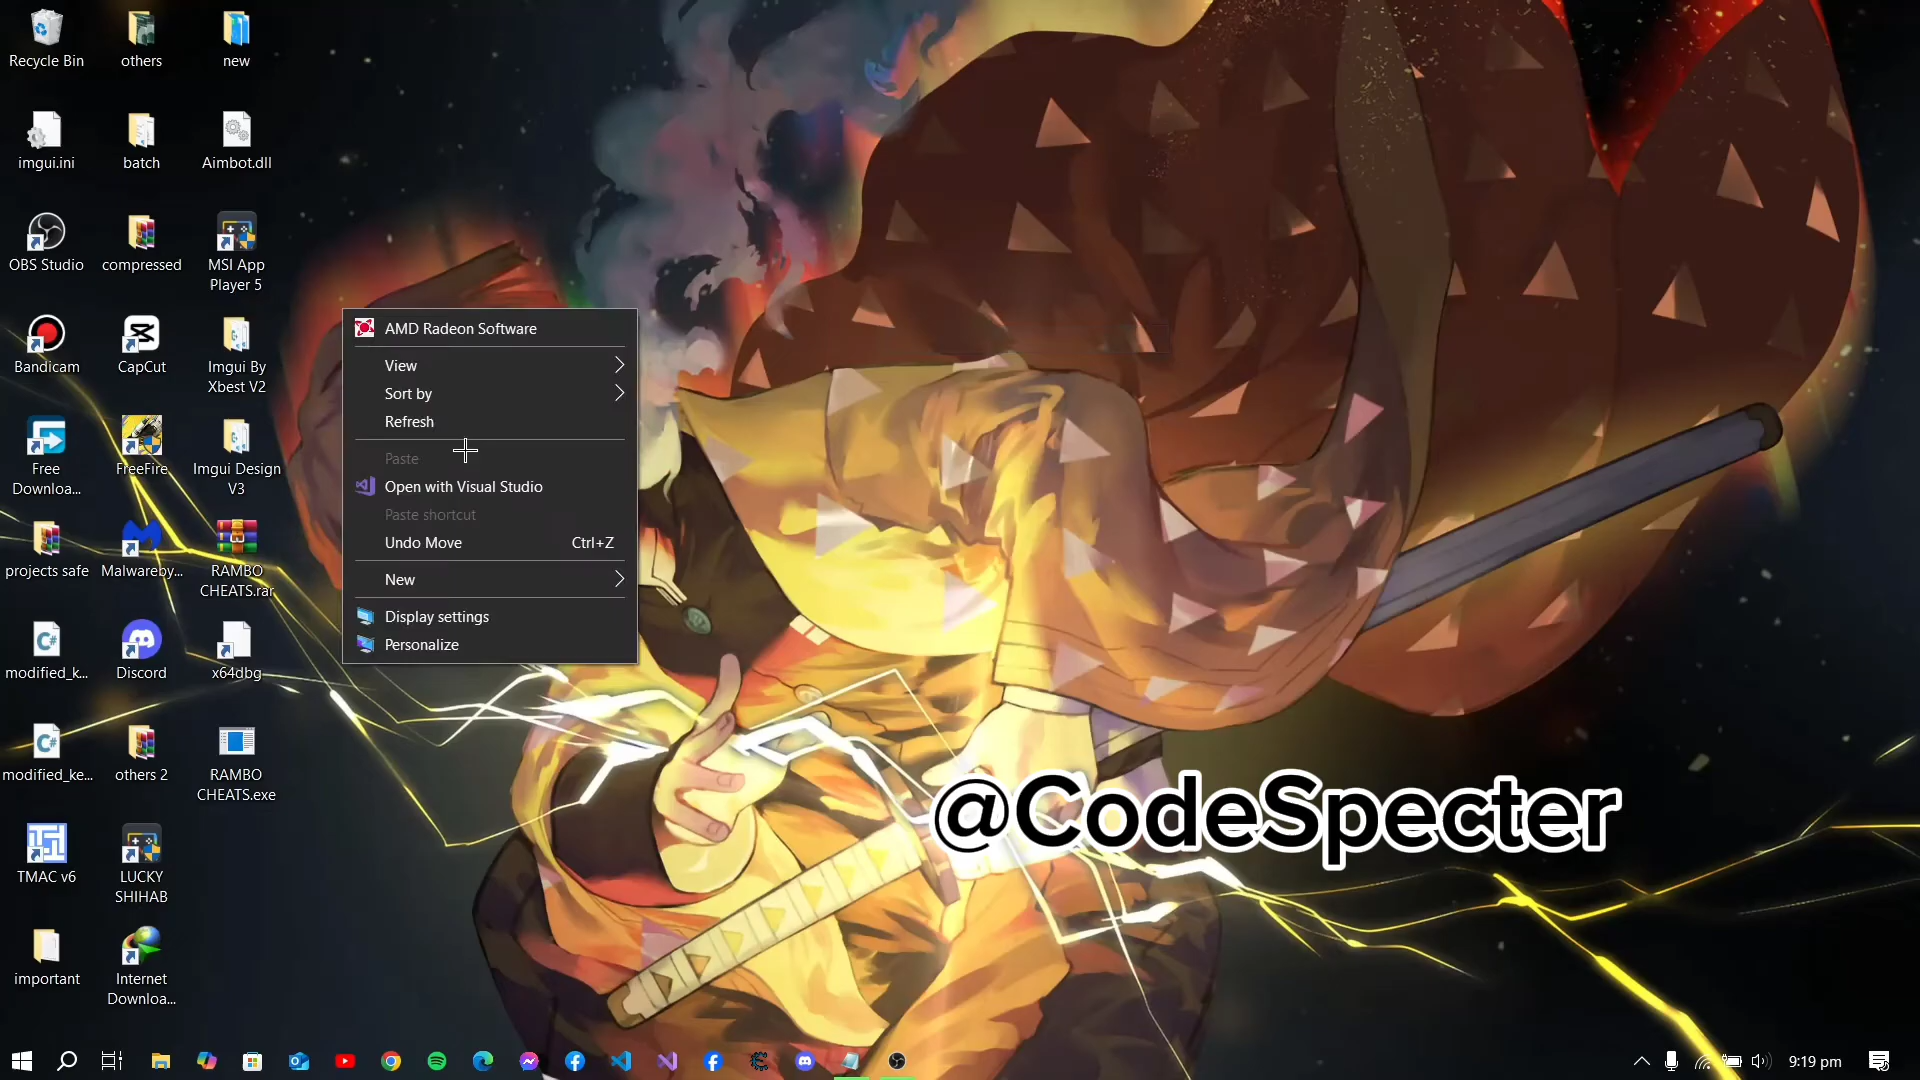 Recycle Bin
others
new
imgui.ini
batch
Aimbot.dll
OBS Studio
compressed
MSI App
Player 5
Bandicam
CapCut
Imgui By
Xbest V2
Free
Downloa...
FreeFire
Imgui Design
V3
projects safe
Malwareby...
RAMBO
CHEATS.rar
modified_k...
Discord
x64dbg
modified_ke...
others 2
RAMBO
CHEATS.exe
TMAC v6
LUCKY
SHIHAB
important
Internet
Downloa...
AMD Radeon Software
View
Sort by
Refresh
Paste
Open with Visual Studio
Paste shortcut
Undo Move Ctrl+Z
New
Display settings
Personalize
@CodeSpecter
9:19 pm